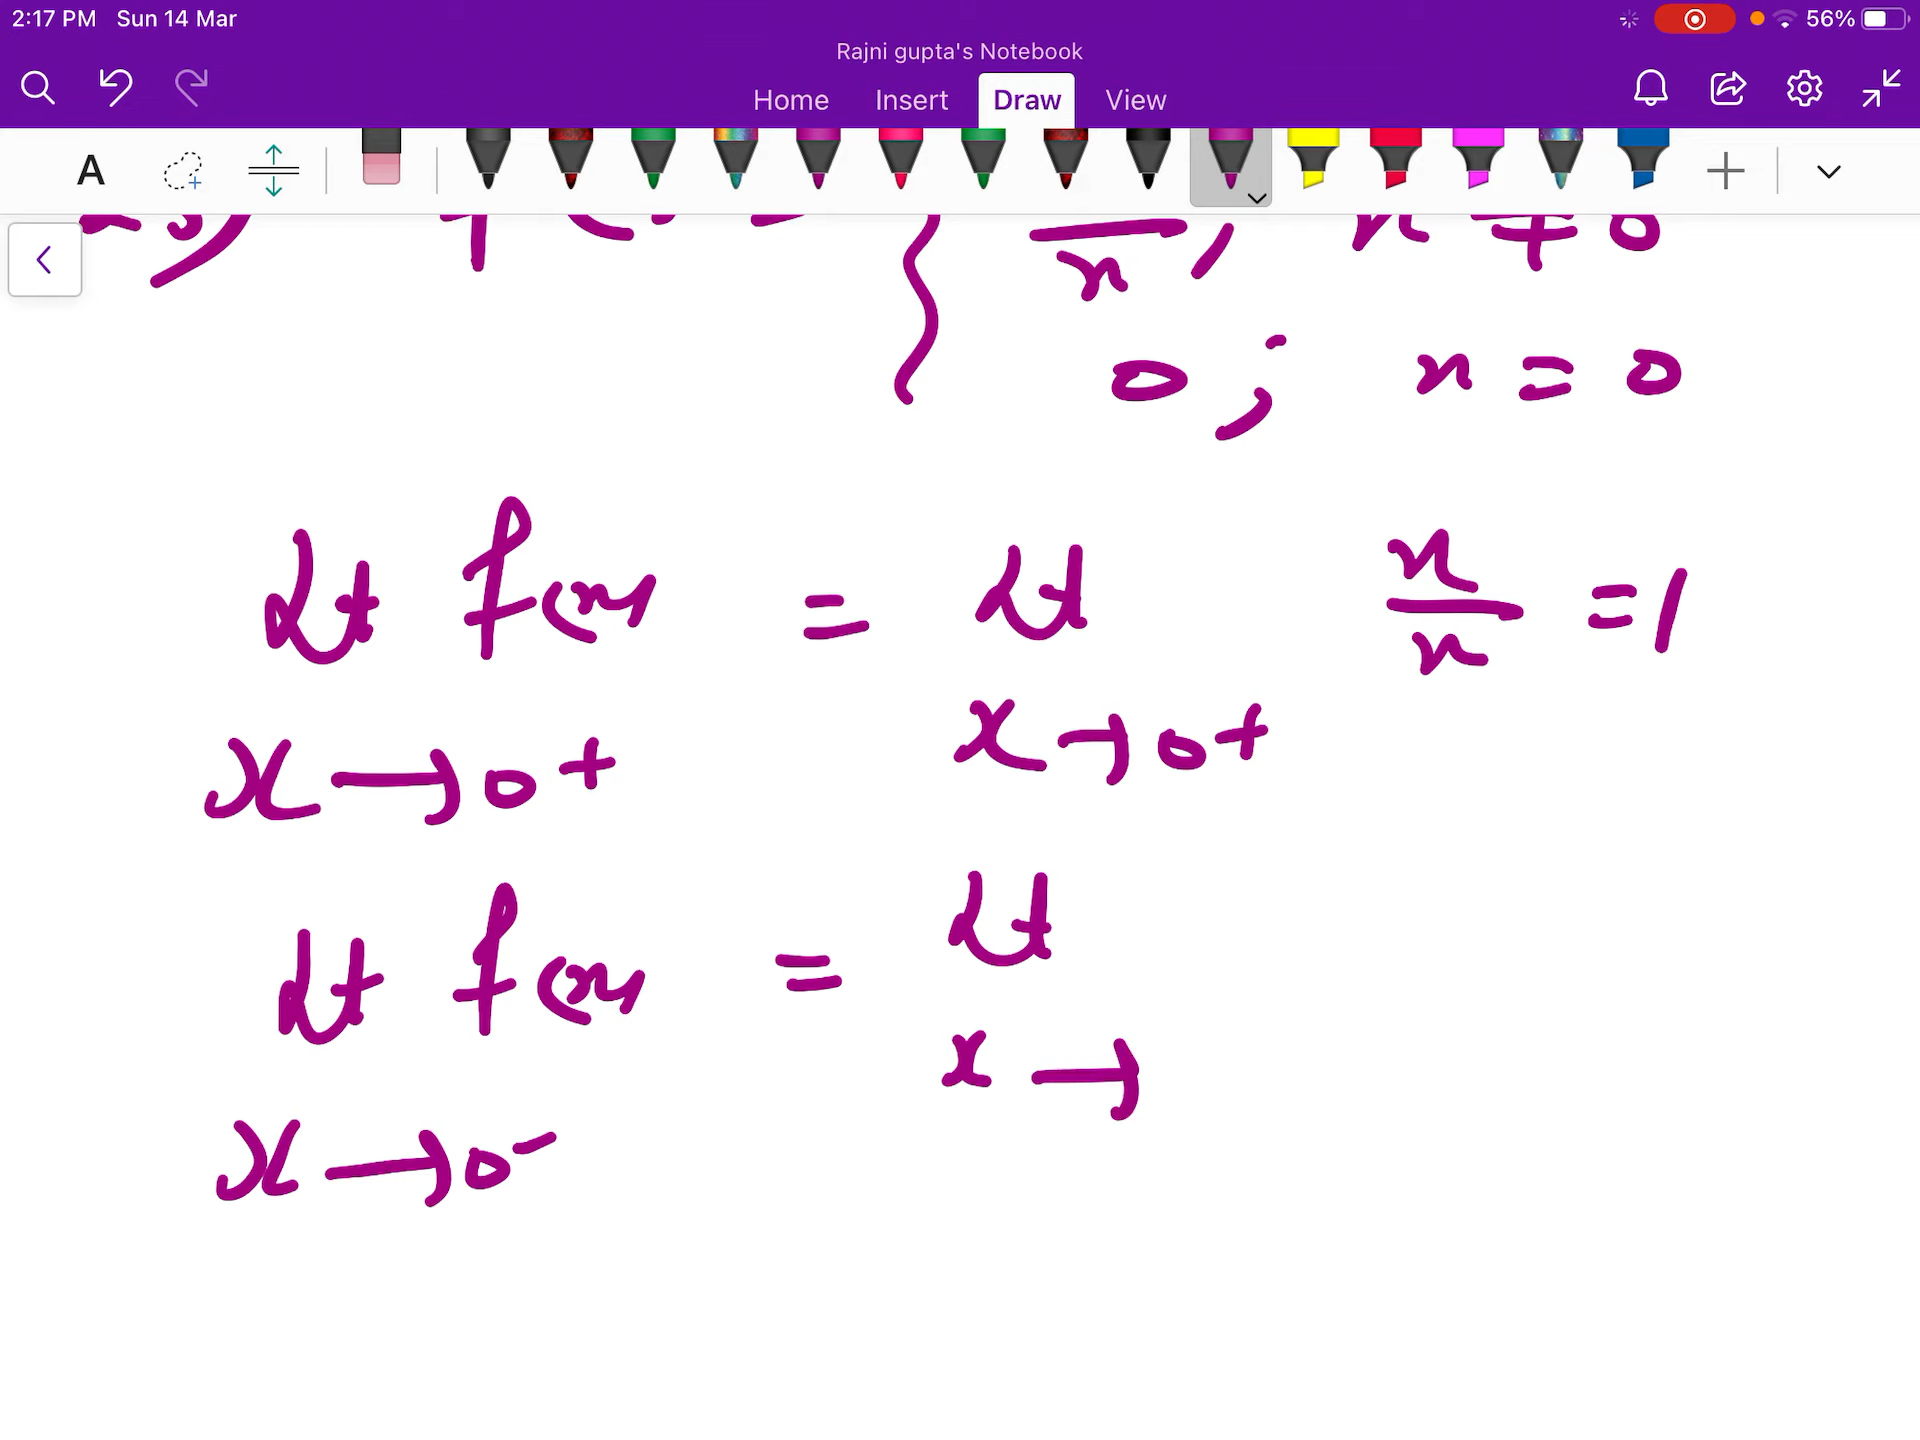 2:17 PM Sun 14 Mar 56%
Rajni gupta's Notebook
Home Insert Draw View
A
x , x ≠ 0
0 ; x = 0
Lt f(x) = Lt x/x = 1
x → 0+ x → 0+
Lt f(x) = Lt
x → 0- x →